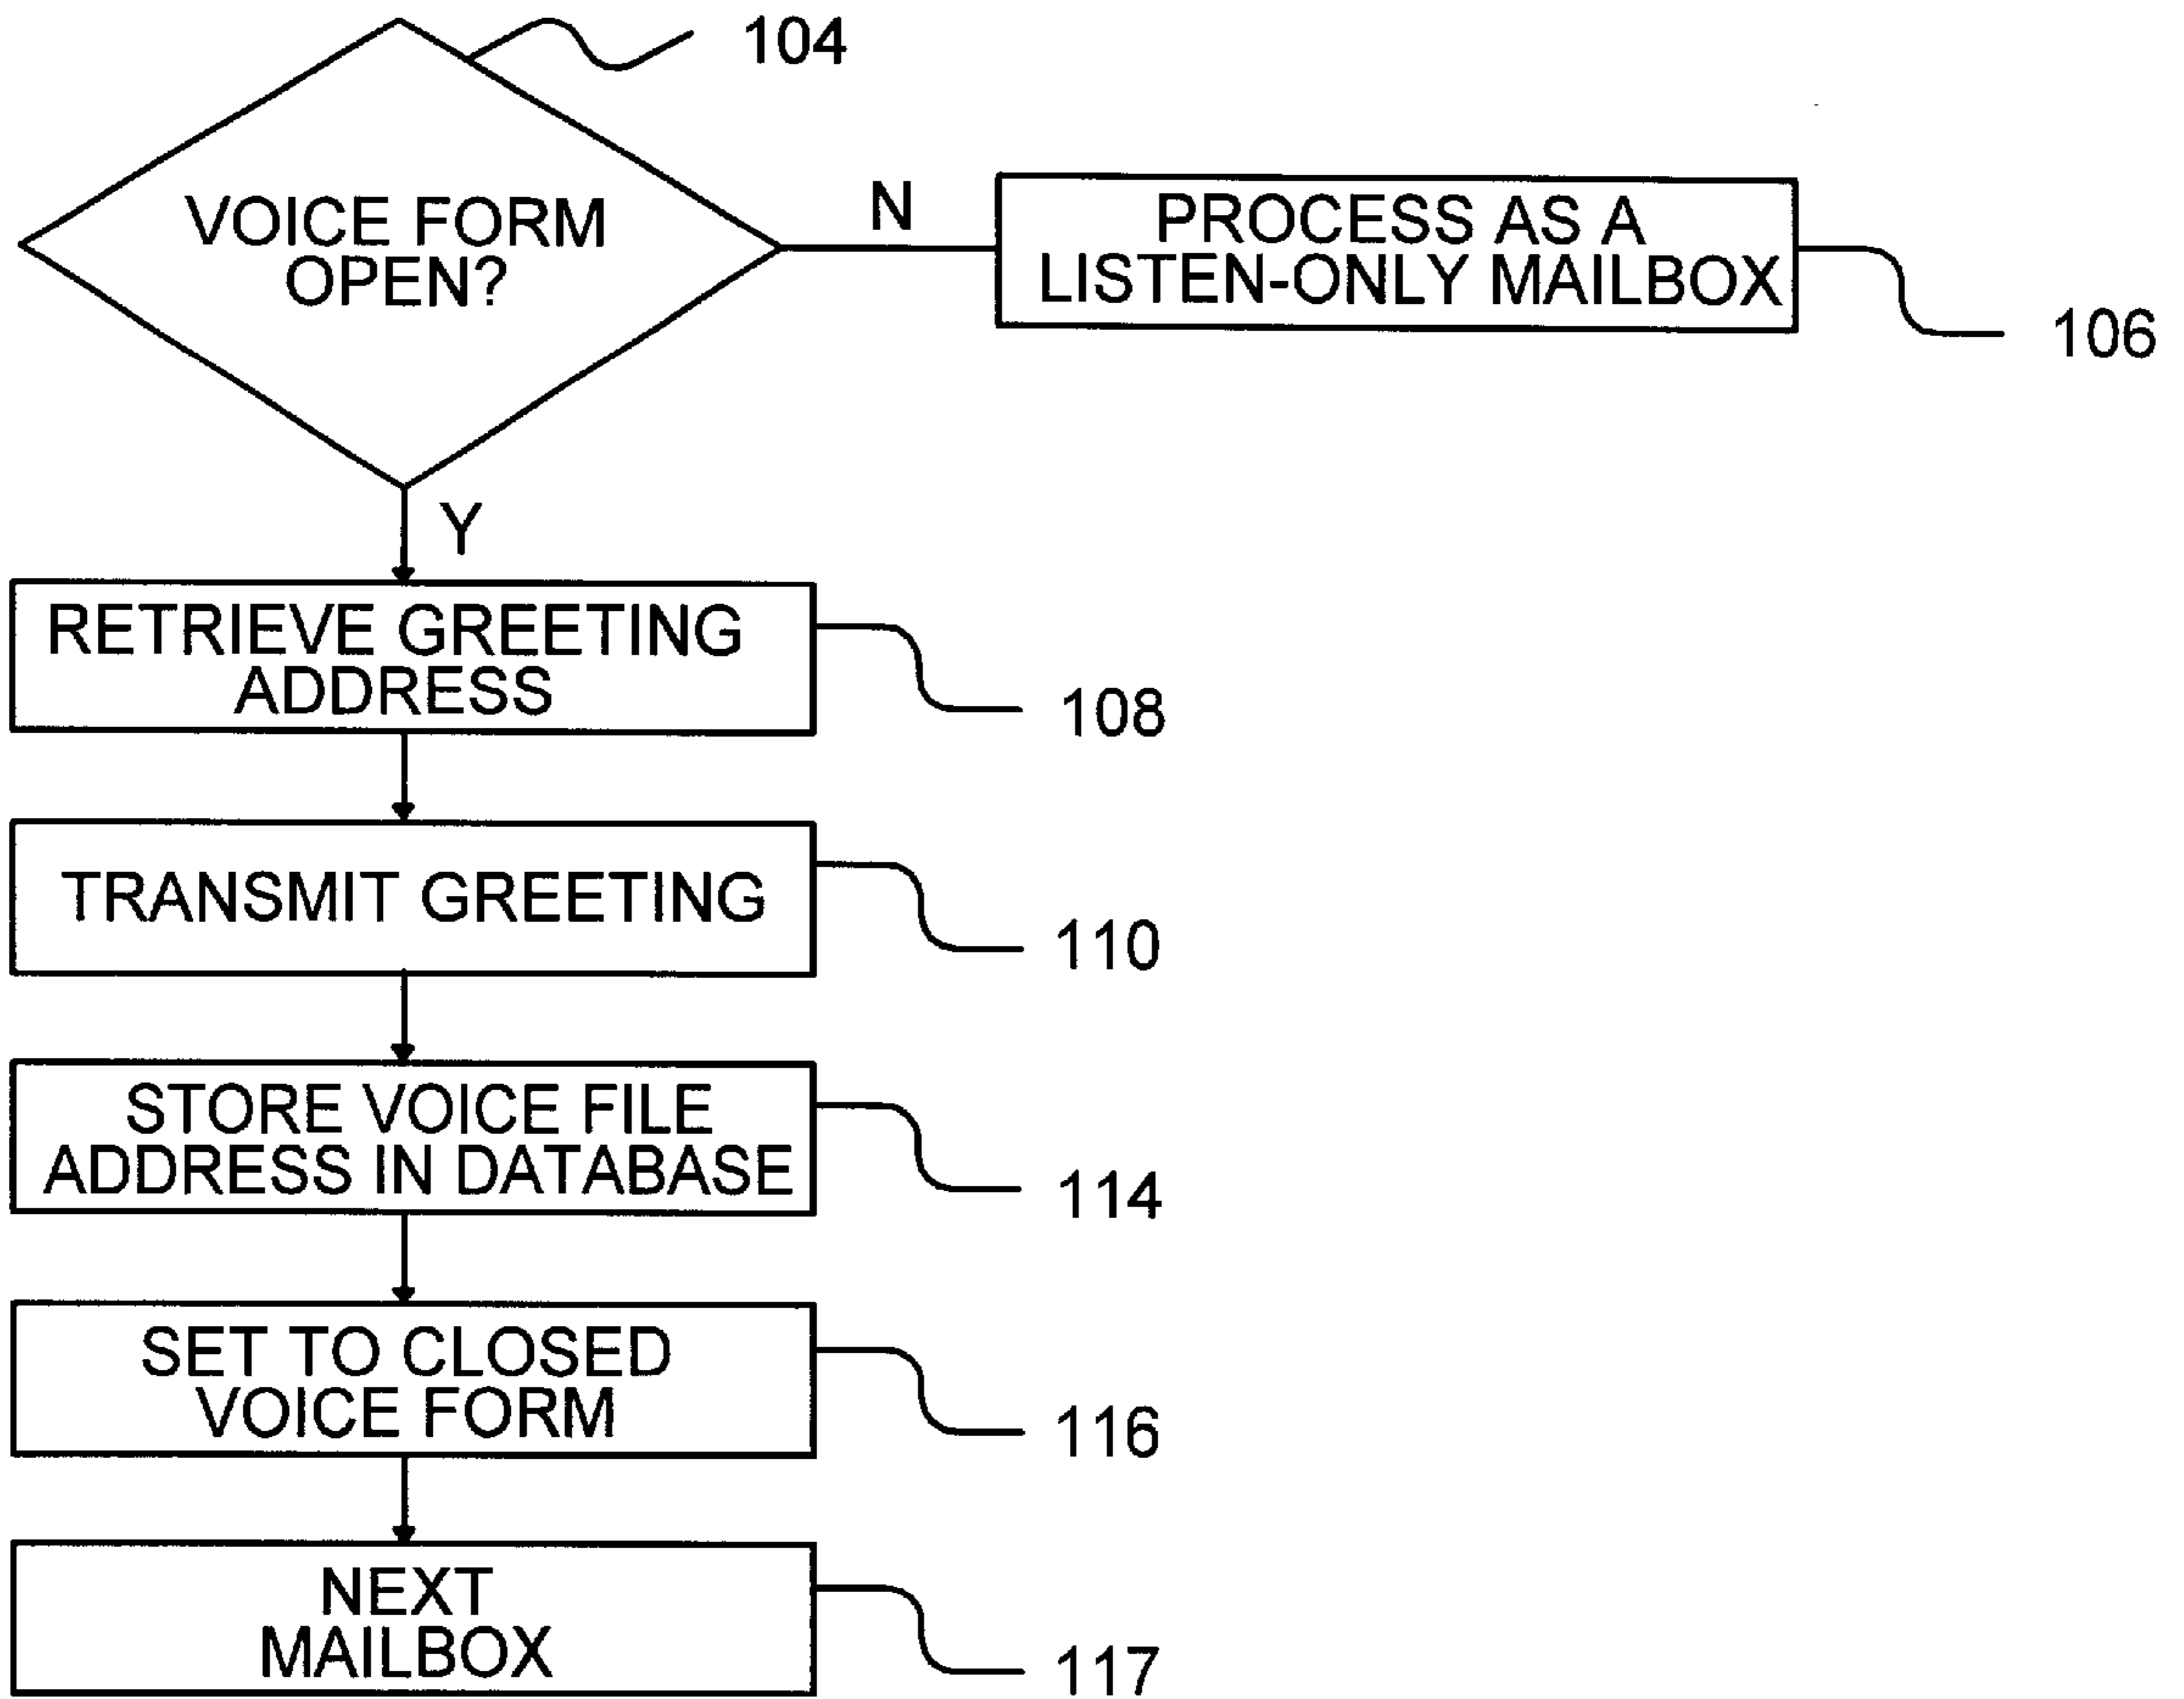 104
VOICE FORM
OPEN?
N
PROCESS AS A
LISTEN-ONLY MAILBOX
106
Y
RETRIEVE GREETING
ADDRESS
108
TRANSMIT GREETING
110
STORE VOICE FILE
ADDRESS IN DATABASE
114
SET TO CLOSED
VOICE FORM
116
NEXT
MAILBOX
117